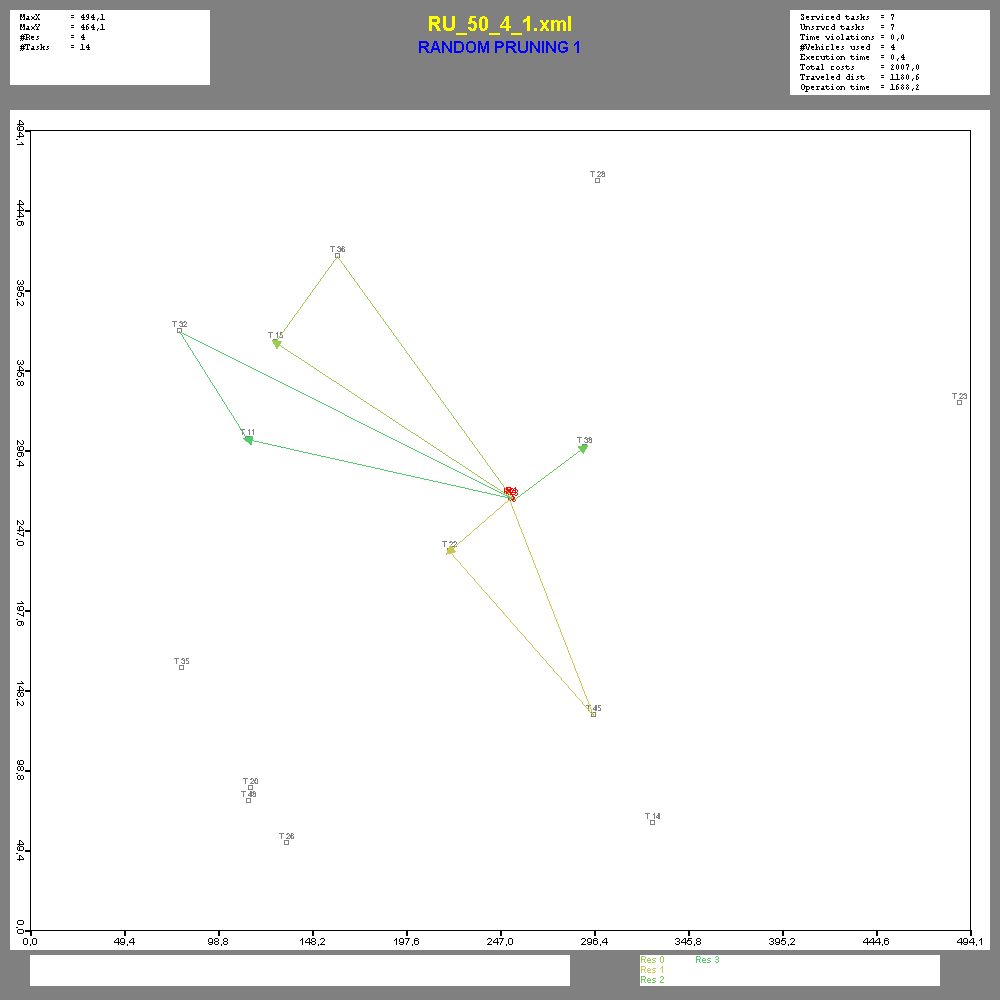 MaxX = 494,1
MaxY = 464,1
#Res = 4
#Tasks = 14
RU_50_4_1.xml
RANDOM PRUNING 1
Serviced tasks = 7
Unsrvcd tasks = 7
Time violations = 0,0
#Vehicles used = 4
Execution time = 0,4
Total costs = 2007,0
Traveled dist = 1180,6
Operation time = 1688,2
494,1
444,6
395,2
345,8
296,4
247,0
197,6
148,2
98,8
49,4
0,0
T 28
T 36
T 32
T 15
T 23
T 11
T 39
T 22
T 35
T 45
T 20
T 49
T 14
T 26
0,0 49,4 98,8 148,2 197,6 247,0 296,4 345,8 395,2 444,6 494,1
Res 0 Res 3
Res 1
Res 2